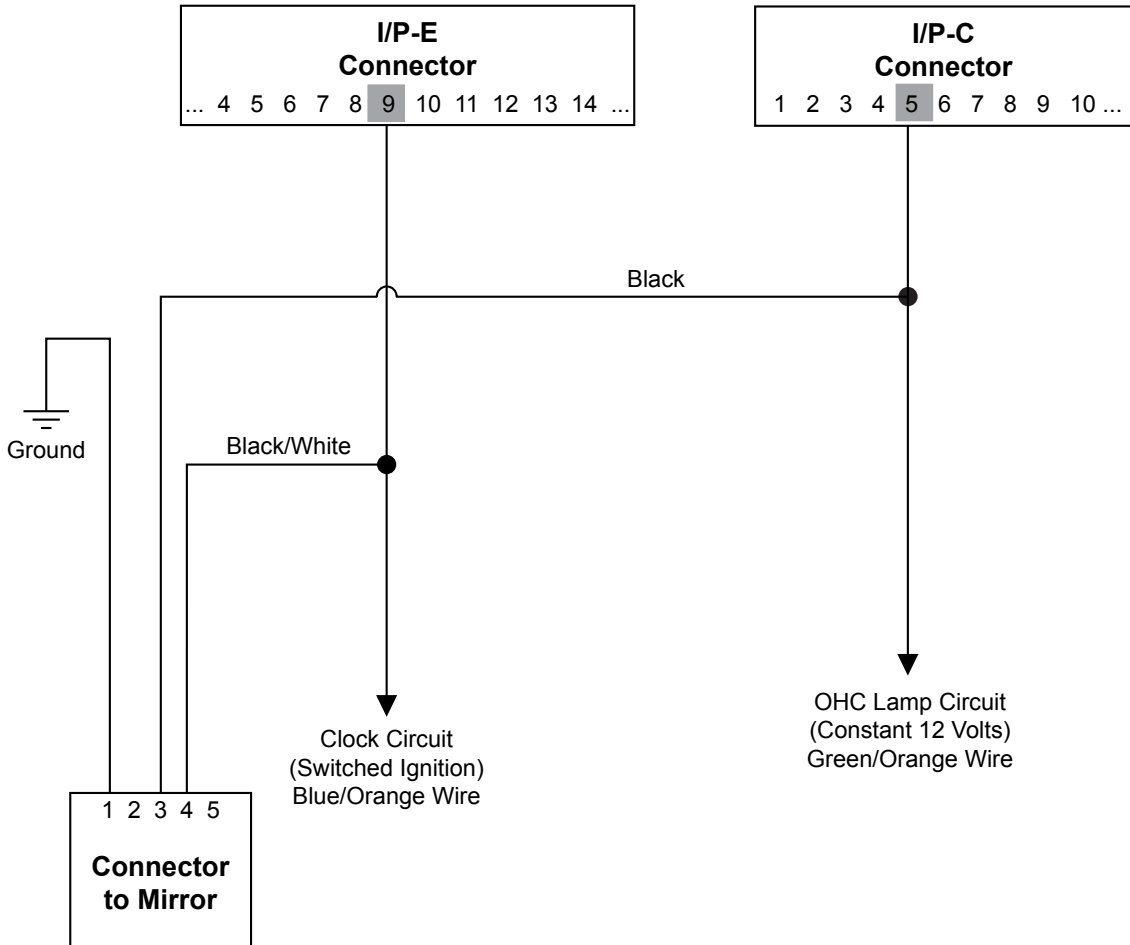 I/P-E
Connector
... 4 5 6 7 8 9 10 11 12 13 14 ...
I/P-C
Connector
1 2 3 4 5 6 7 8 9 10 ...
Black
Ground
Black/White
Clock Circuit
(Switched Ignition)
Blue/Orange Wire
OHC Lamp Circuit
(Constant 12 Volts)
Green/Orange Wire
1 2 3 4 5
Connector
to Mirror